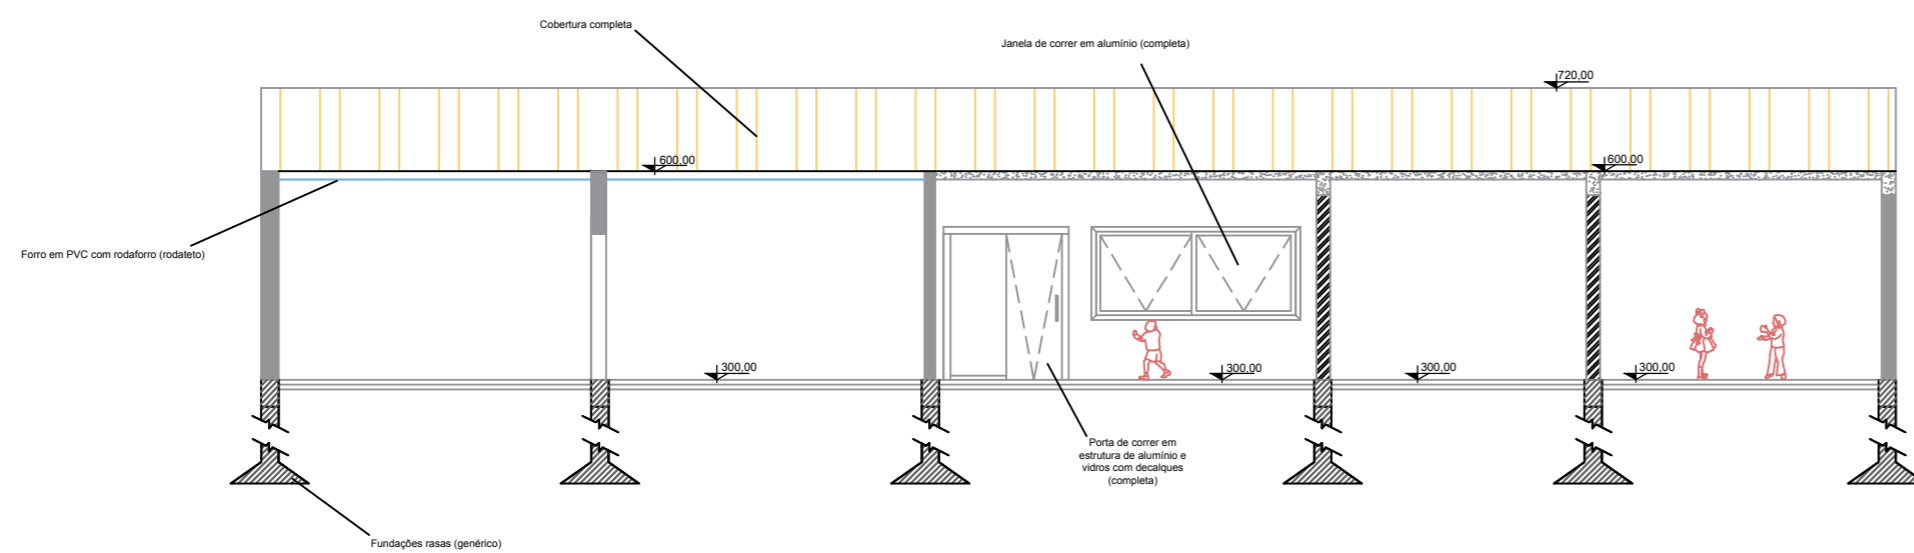 Cobertura completa
Janela de correr em alumínio (completa)
720,00
600,00
600,00
Forro em PVC com rodaforro (rodateto)
300,00
300,00
300,00
300,00
Porta de correr em
estrutura de alumínio e
vidros com decalques
(completa)
Fundações rasas (genérico)